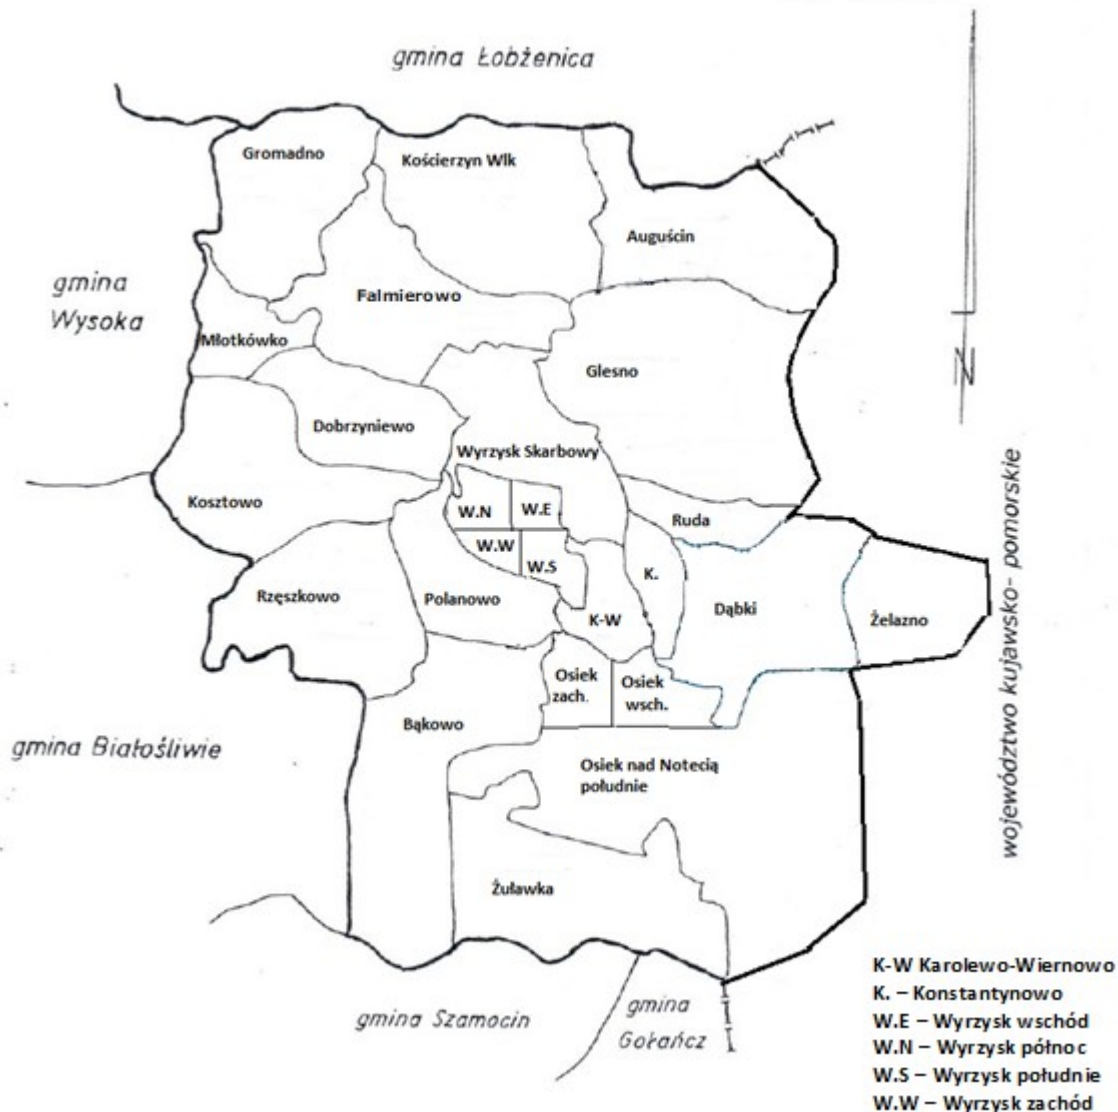 gmina Łobżenica
Gromadno
Kościerzyn Wlk
Auguścin
gmina
Wysoka
Falmierowo
Młotkówko
Glesno
N
Dobrzyniewo
Wyrzysk Skarbowy
Kosztowo
W.N
W.E
Ruda
W.W
W.S
K.
Rzęszkowo
Polanowo
K-W
Dąbki
Żelazno
województwo kujawsko- pomorskie
Osiek
zach.
Osiek
wsch.
Bąkowo
gmina Białośliwie
Osiek nad Notecią
południe
Żuławka
gmina Szamocin
gmina
Gołańcz
K-W Karolewo-Wiernowo
K. – Konstantynowo
W.E – Wyrzysk wschód
W.N – Wyrzysk północ
W.S – Wyrzysk południe
W.W – Wyrzysk zachód